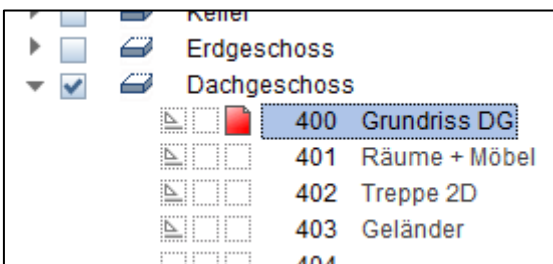 Keller
Erdgeschoss
Dachgeschoss
400 Grundriss DG
401 Räume + Möbel
402 Treppe 2D
403 Geländer
404